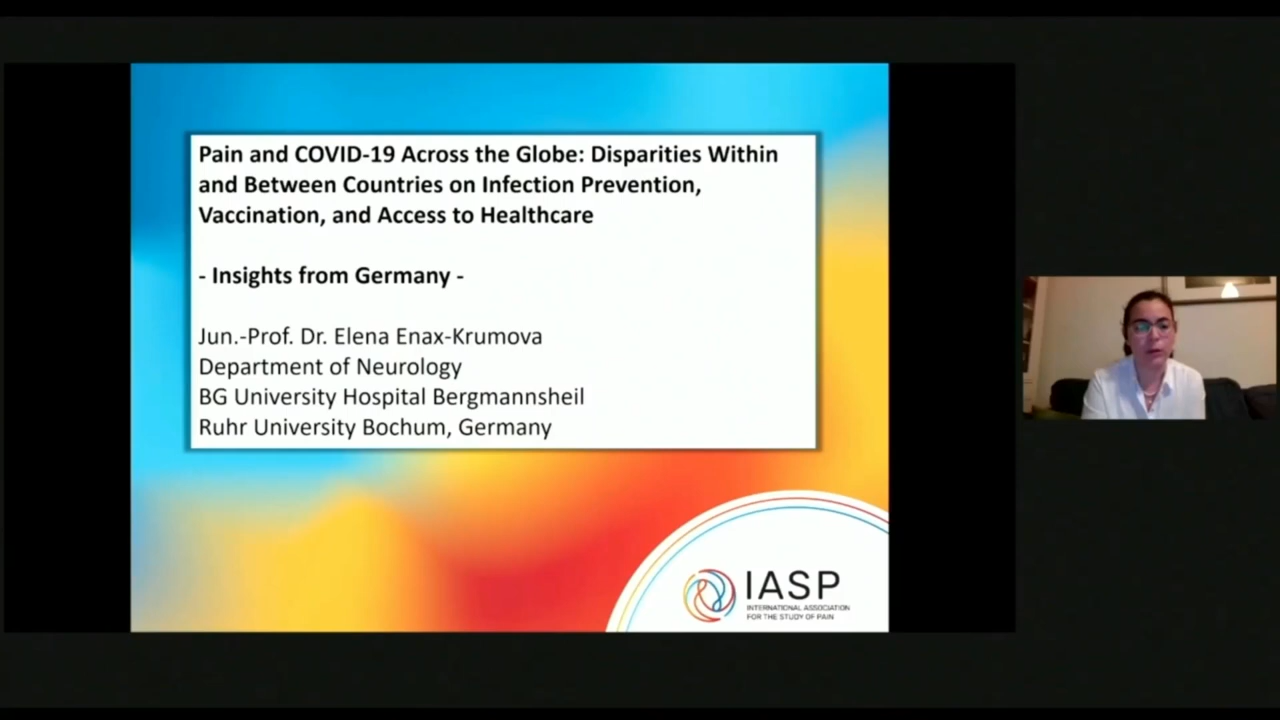 Pain and COVID-19 Across the Globe: Disparities Within
and Between Countries on Infection Prevention,
Vaccination, and Access to Healthcare
- Insights from Germany -
Jun.-Prof. Dr. Elena Enax-Krumova
Department of Neurology
BG University Hospital Bergmannsheil
Ruhr University Bochum, Germany
IASP
INTERNATIONAL ASSOCIATION
FOR THE STUDY OF PAIN